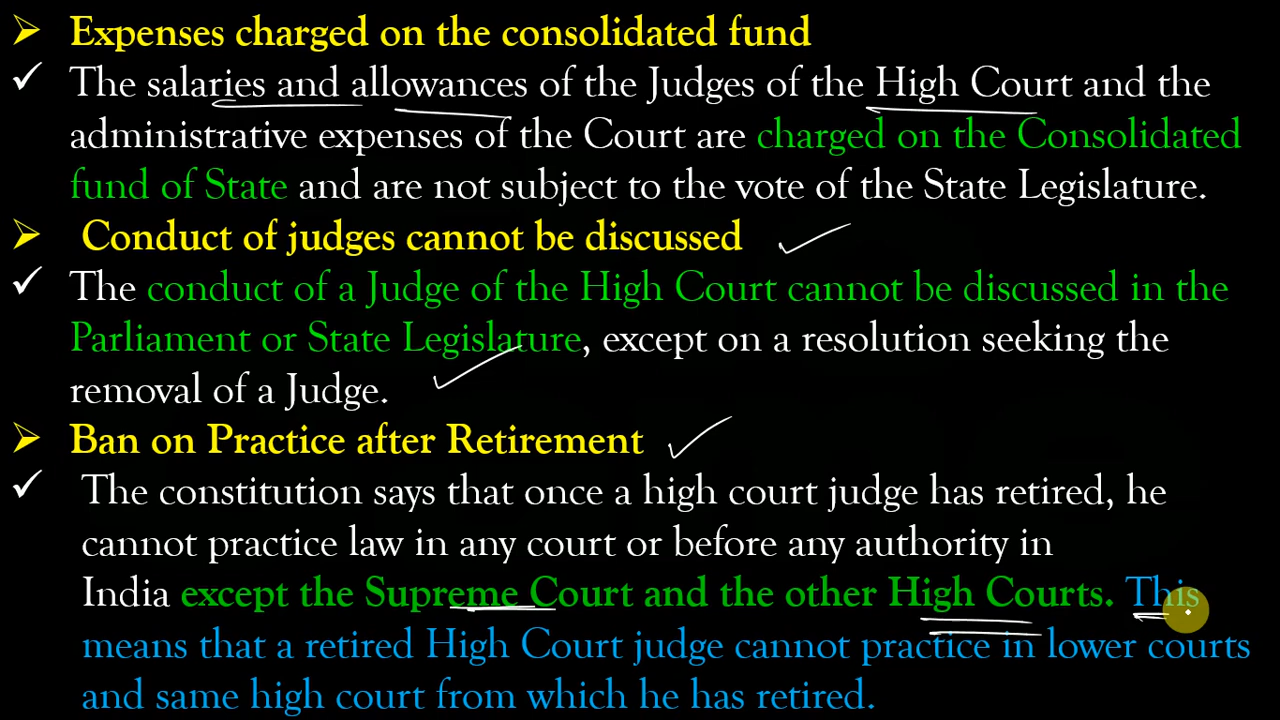 Expenses charged on the consolidated fund
The salaries and allowances of the Judges of the High Court and the
administrative expenses of the Court are charged on the Consolidated
fund of State and are not subject to the vote of the State Legislature.
Conduct of judges cannot be discussed
The conduct of a Judge of the High Court cannot be discussed in the
Parliament or State Legislature, except on a resolution seeking the
removal of a Judge.
Ban on Practice after Retirement
The constitution says that once a high court judge has retired, he
cannot practice law in any court or before any authority in
India except the Supreme Court and the other High Courts. This
means that a retired High Court judge cannot practice in lower courts
and same high court from which he has retired.